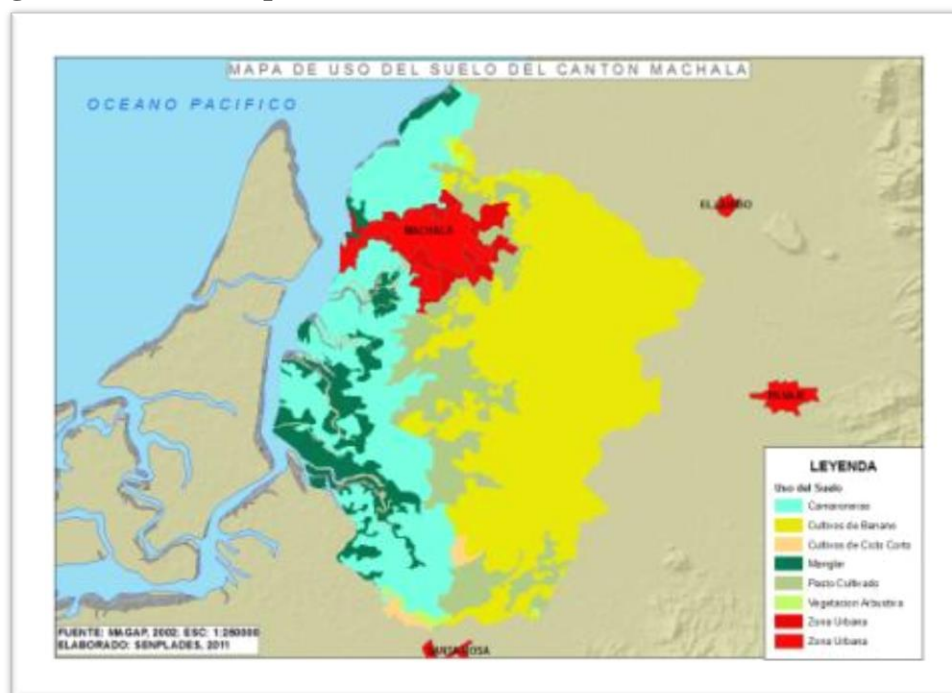 MAPA DE USO DEL SUELO DEL CANTON MACHALA
OCEANO PACIFICO
MACHALA
LEYENDA
Uso del Suelo
Camaroneras
Cultivos de Banano
Cultivos de Ciclo Corto
Manglar
Pasto Cultivado
Vegetacion Arbustiva
Zona Urbana
Zona Urbana
FUENTE: MAGAP, 2002; ESC: 1:250000
ELABORADO: SENPLADES, 2011
SANTA ROSA